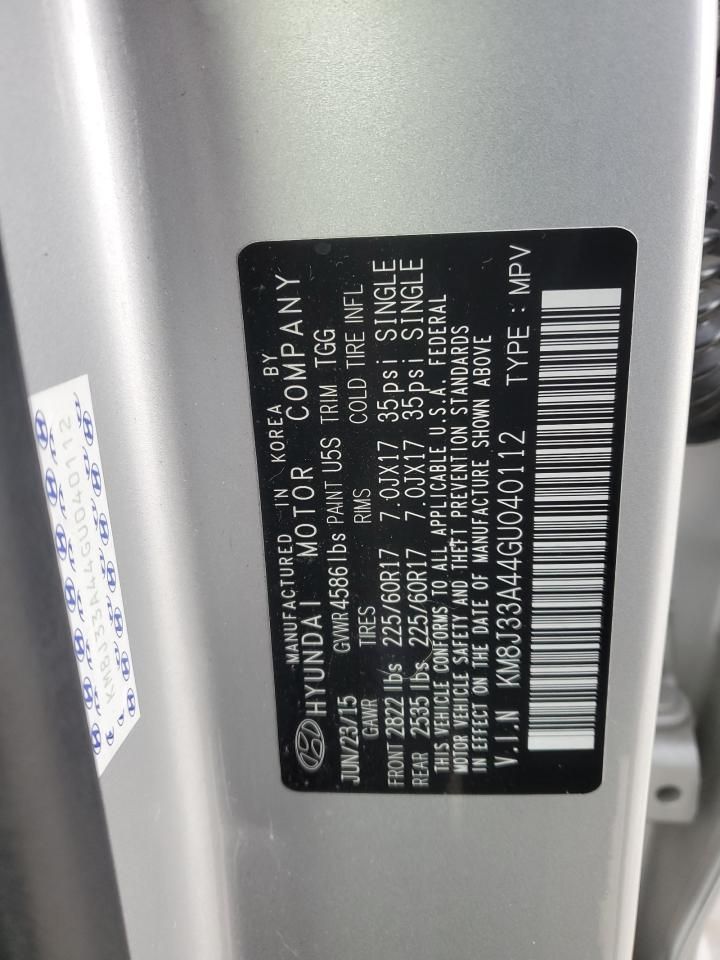 MANUFACTURED IN KOREA BY
HYUNDAI MOTOR COMPANY
JUN/23/15 GVWR 4586 lbs PAINT U5S TRIM TGG
GAWR TIRES RIMS COLD TIRE INFL
FRONT 2822 lbs 225/60R17 7.0JX17 35psi SINGLE
REAR 2535 lbs 225/60R17 7.0JX17 35psi SINGLE
THIS VEHICLE CONFORMS TO ALL APPLICABLE U.S.A. FEDERAL
MOTOR VEHICLE SAFETY AND THEFT PREVENTION STANDARDS
IN EFFECT ON THE DATE OF MANUFACTURE SHOWN ABOVE
V.I.N KM8J33A44GU040112 TYPE : MPV
KM8J33A44GU040112